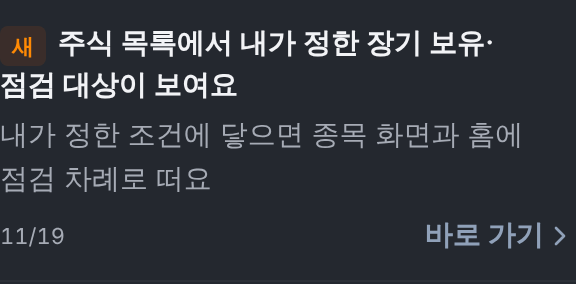 새 주식 목록에서 내가 정한 장기 보유·
점검 대상이 보여요
내가 정한 조건에 닿으면 종목 화면과 홈에
점검 차례로 떠요
11/19 바로 가기 >